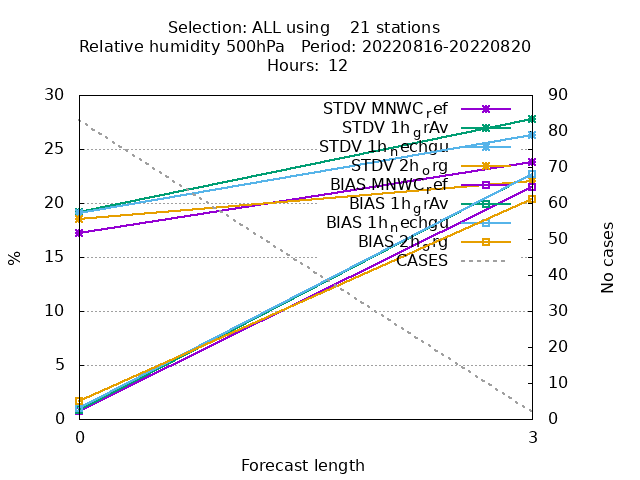 Selection: ALL using 21 stations
Relative humidity 500hPa Period: 20220816-20220820
Hours: 12
30
25
20
15
10
5
0
%
90
80
70
60
50
40
30
20
10
0
No cases
STDV MNWC_ref
STDV 1h_grAv
STDV 1h_nechgu
STDV 2h_org
BIAS MNWC_ref
BIAS 1h_grAv
BIAS 1h_nechgu
BIAS 2h_org
CASES
0 3
Forecast length